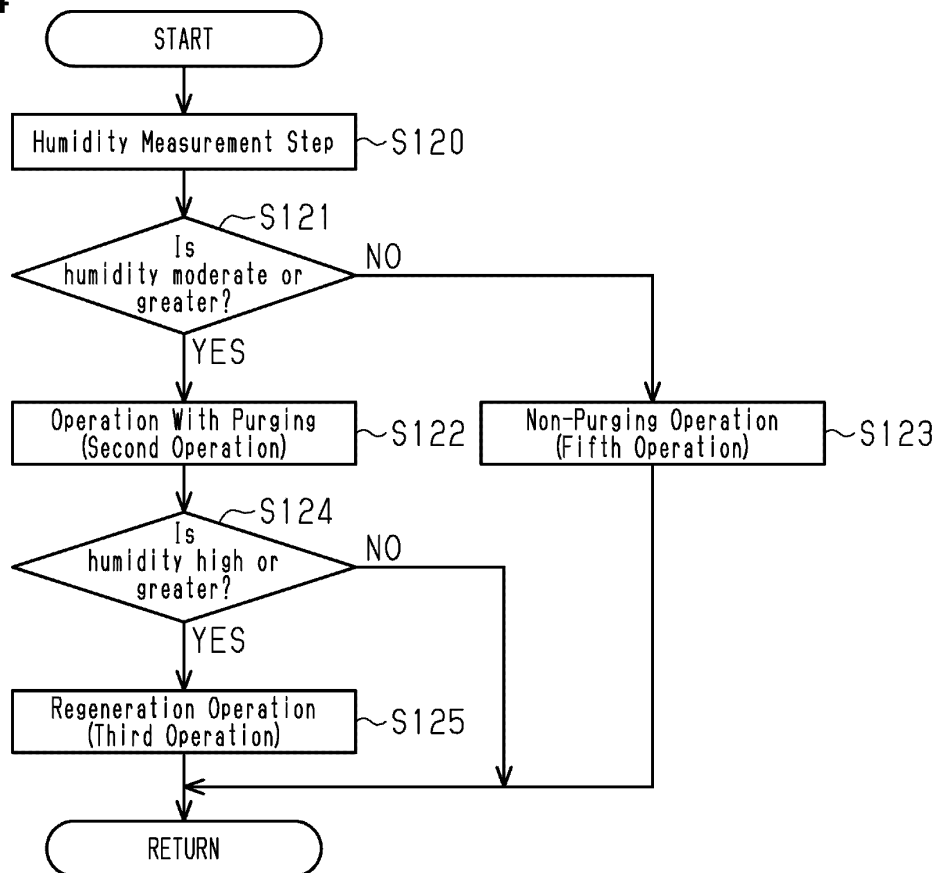 START
Humidity Measurement Step
S120
S121
Is
humidity moderate or
greater?
NO
YES
Operation With Purging
(Second Operation)
S122
Non-Purging Operation
(Fifth Operation)
S123
S124
Is
humidity high or
greater?
NO
YES
Regeneration Operation
(Third Operation)
S125
RETURN